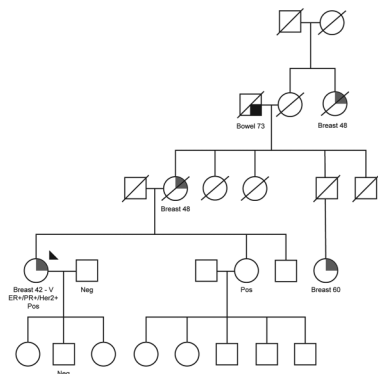 Bowel 73
Breast 48
Breast 48
Breast 42 - V
ER+/PR+/Her2+
Pos
Neg
Pos
Breast 60
Neg